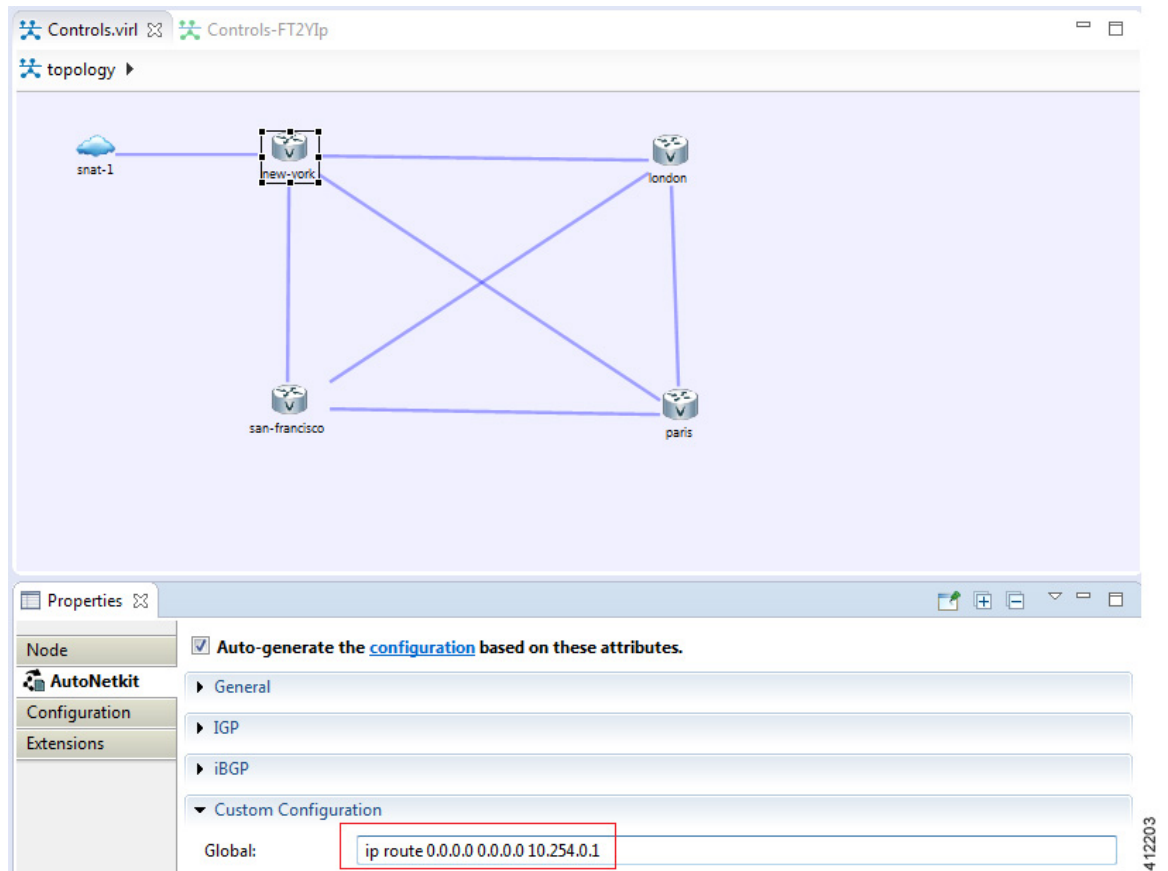 Controls.virl Controls-FT2YIp
topology
snat-1
new-york
london
san-francisco
paris
Properties
Node
Auto-generate the configuration based on these attributes.
AutoNetkit
General
Configuration
IGP
Extensions
iBGP
Custom Configuration
Global: ip route 0.0.0.0 0.0.0.0 10.254.0.1
412203